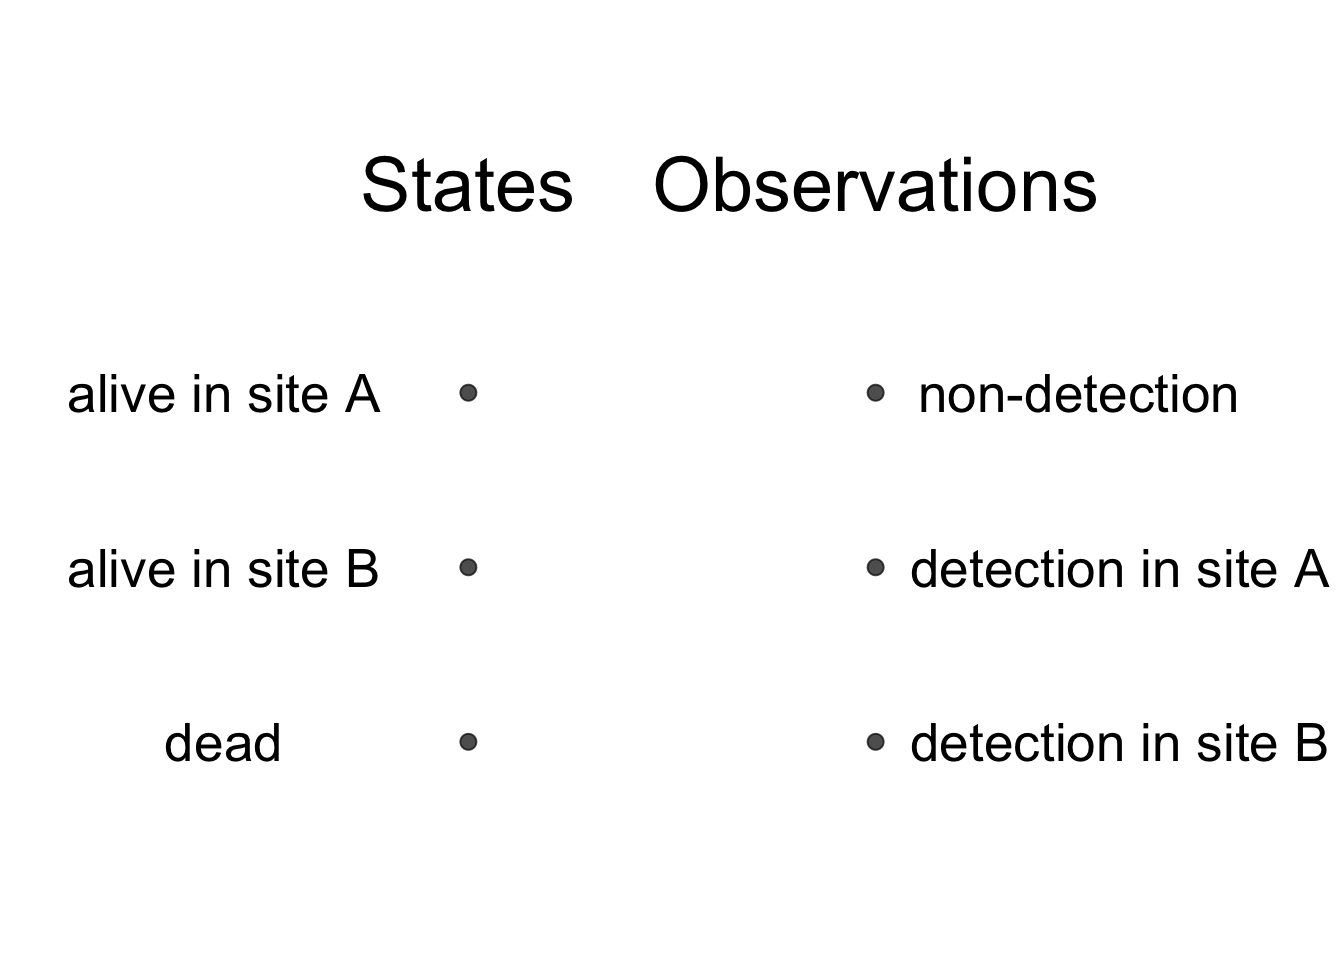 States Observations
alive in site A non-detection
alive in site B detection in site A
dead detection in site B